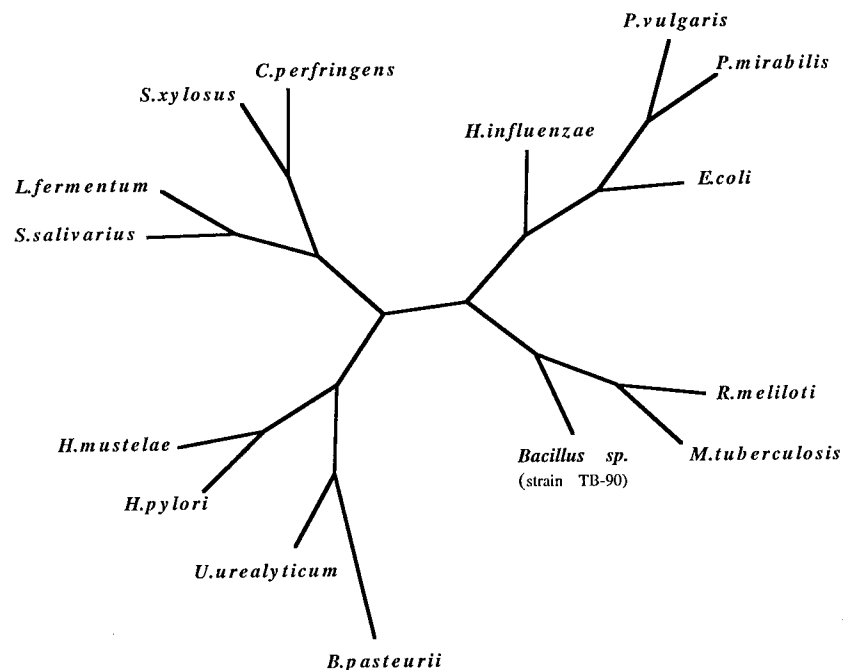 P.vulgaris
C.perfringens
P.mirabilis
S.xylosus
H.influenzae
L.fermentum
E.coli
S.salivarius
R.meliloti
H.mustelae
Bacillus sp.
M.tuberculosis
(strain TB-90)
H.pylori
U.urealyticum
B.pasteurii